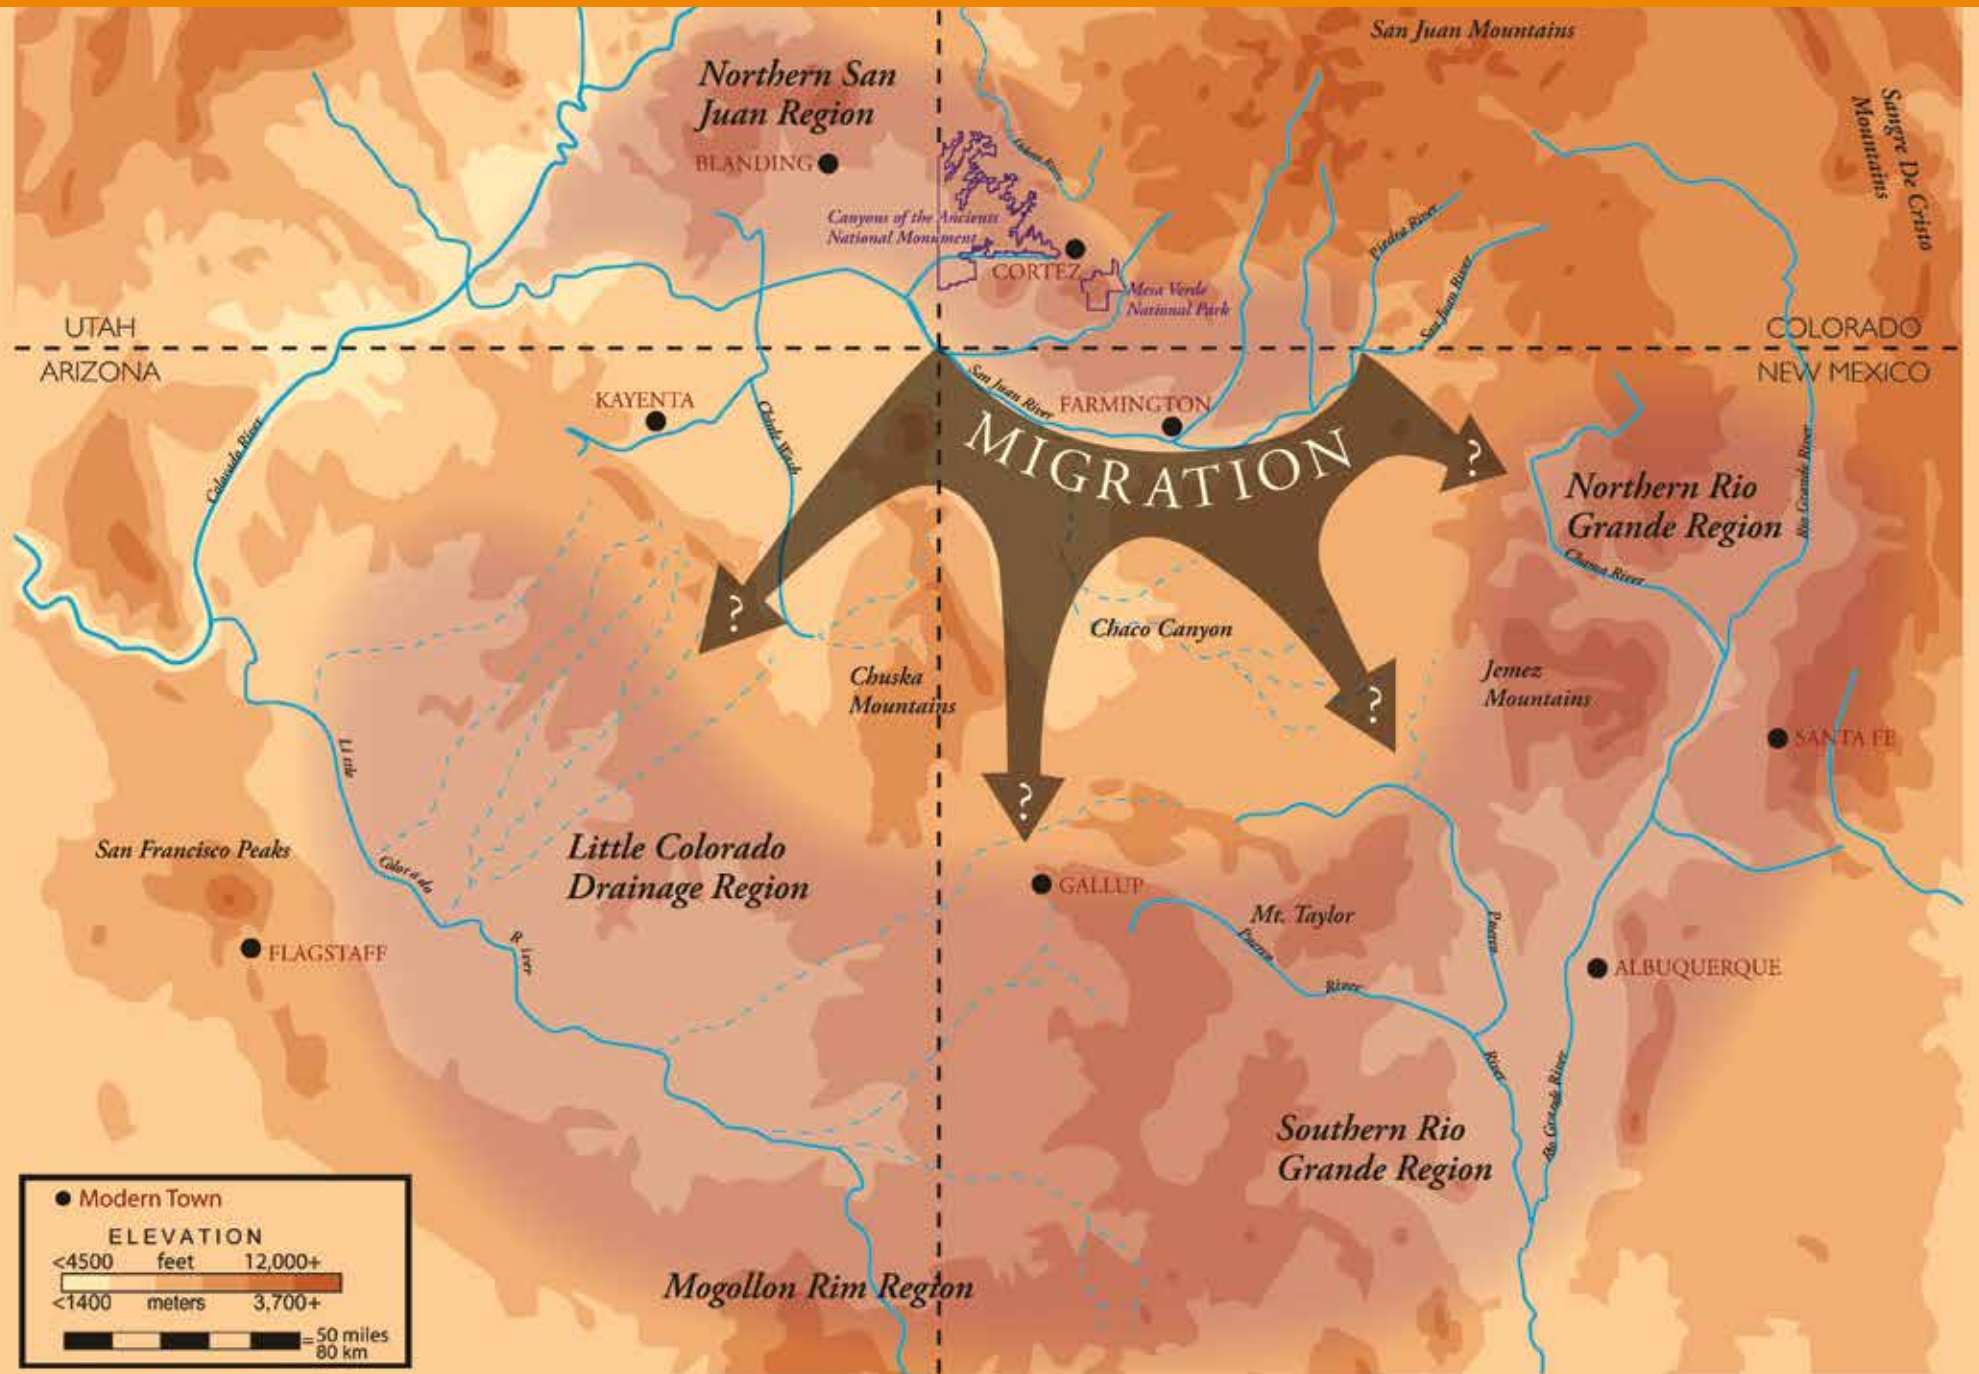 San Juan Mountains
Northern San
Juan Region
Sangre De Cristo
Mountains
BLANDING
Canyons of the Ancients
National Monument
CORTEZ
Mesa Verde
National Park
Piedra River
San Juan River
UTAH
ARIZONA
COLORADO
NEW MEXICO
KAYENTA
San Juan River
FARMINGTON
Colorado River
Chinle Wash
MIGRATION
?
?
?
?
Northern Rio
Grande Region
Rio Grande River
Chama River
Chaco Canyon
Chuska
Mountains
Jemez
Mountains
SANTA FE
Little
Colorado
River
San Francisco Peaks
FLAGSTAFF
Little Colorado
Drainage Region
GALLUP
Mt. Taylor
Puerco
River
Puerco
River
ALBUQUERQUE
Rio Grande River
Southern Rio
Grande Region
Mogollon Rim Region
Modern Town
ELEVATION
<4500 feet 12,000+
<1400 meters 3,700+
=50 miles
80 km